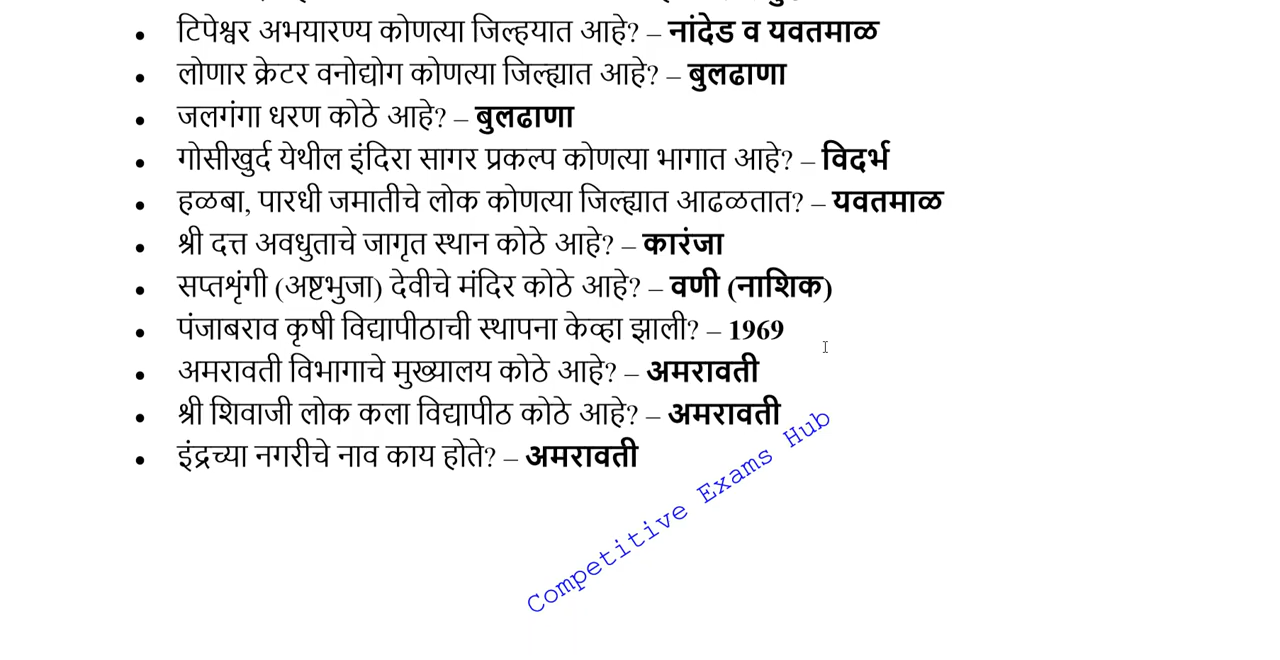 • टिपेश्वर अभयारण्य कोणत्या जिल्हयात आहे? – नांदेड व यवतमाळ
• लोणार क्रेटर वनोद्योग कोणत्या जिल्ह्यात आहे? – बुलढाणा
• जलगंगा धरण कोठे आहे? – बुलढाणा
• गोसीखुर्द येथील इंदिरा सागर प्रकल्प कोणत्या भागात आहे? – विदर्भ
• हळबा, पारधी जमातीचे लोक कोणत्या जिल्ह्यात आढळतात? – यवतमाळ
• श्री दत्त अवधुताचे जागृत स्थान कोठे आहे? – कारंजा
• सप्तशृंगी (अष्टभुजा) देवीचे मंदिर कोठे आहे? – वणी (नाशिक)
• पंजाबराव कृषी विद्यापीठाची स्थापना केव्हा झाली? – 1969
• अमरावती विभागाचे मुख्यालय कोठे आहे? – अमरावती
• श्री शिवाजी लोक कला विद्यापीठ कोठे आहे? – अमरावती
• इंद्रच्या नगरीचे नाव काय होते? – अमरावती
Competitive Exams Hub